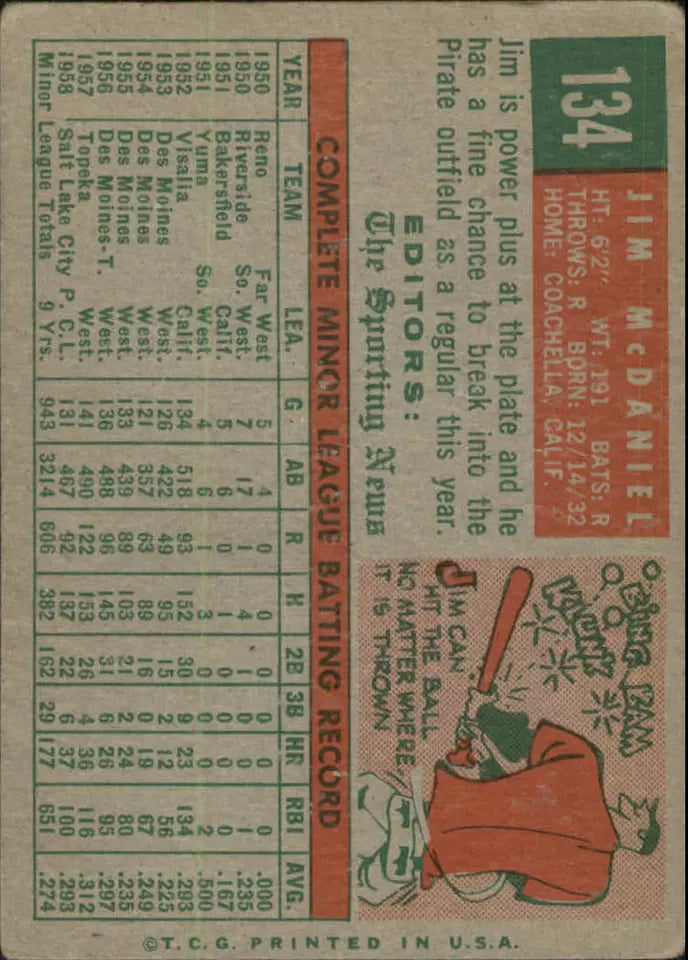 134
JIM McDANIEL
HT: 6'2" WT: 191 BATS: R
THROWS: R BORN: 12/14/32
HOME: COACHELLA, CALIF.
Jim is power plus at the plate and he
has a fine chance to break into the
Pirate outfield as a regular this year.
EDITORS:
The Sporting News
BING BAM
WHUNK
JIM CAN
HIT THE BALL
NO MATTER WHERE
IT IS THROWN
COMPLETE MINOR LEAGUE BATTING RECORD
YEAR TEAM LEA. G AB R H 2B 3B HR RBI AVG.
1950 Reno Far West 5 4 0 0 0 0 0 0 .000
1950 Riverside So. West. 7 17 1 4 1 0 0 1 .235
1951 Bakersfield Calif. 5 6 0 1 0 0 0 0 .167
1951 Yuma So. West. 4 6 1 3 0 0 0 2 .500
1952 Visalia Calif. 134 518 93 152 30 9 23 134 .293
1953 Des Moines West. 126 422 49 95 15 2 12 56 .225
1954 Des Moines West. 121 357 63 89 16 0 19 67 .249
1955 Des Moines West. 133 439 89 103 21 2 24 80 .235
1956 Des Moines-T. West. 136 488 96 145 31 6 26 95 .297
1957 Topeka West. 141 490 122 153 26 4 36 116 .312
1958 Salt Lake City P.C.L. 131 467 92 137 22 6 37 100 .293
Minor League Totals 9 Yrs. 943 3214 606 382 162 29 177 651 .274
©T.C.G. PRINTED IN U.S.A.